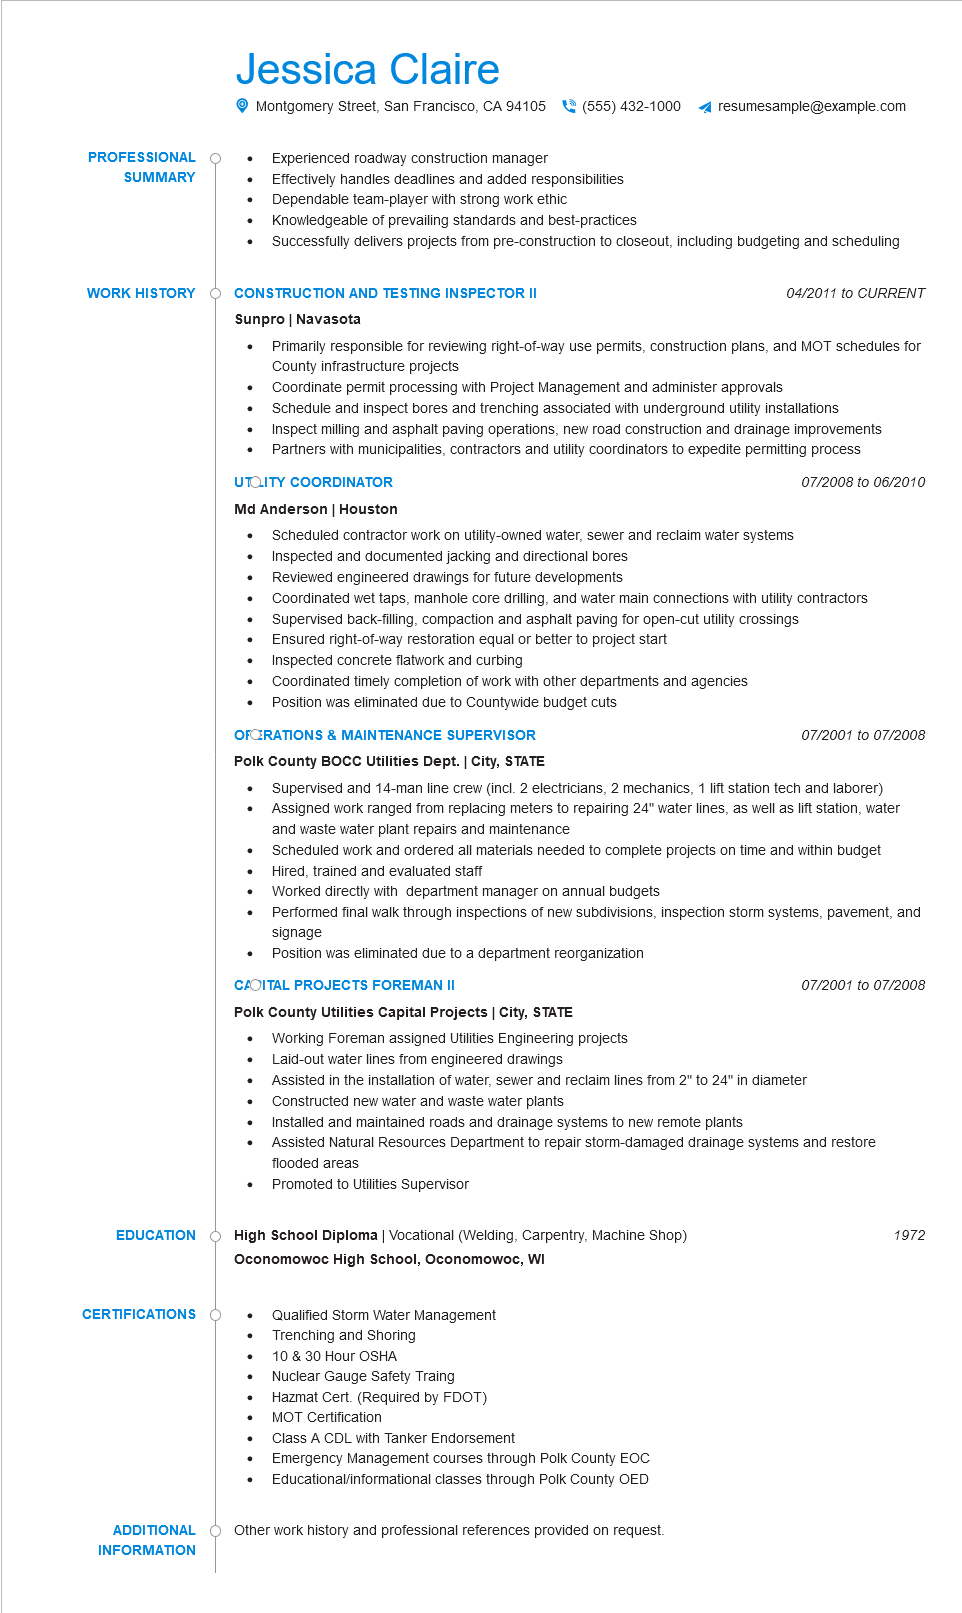 Jessica Claire
Montgomery Street, San Francisco, CA 94105 (555) 432-1000 resumesample@example.com
PROFESSIONAL
SUMMARY
• Experienced roadway construction manager
• Effectively handles deadlines and added responsibilities
• Dependable team-player with strong work ethic
• Knowledgeable of prevailing standards and best-practices
• Successfully delivers projects from pre-construction to closeout, including budgeting and scheduling
WORK HISTORY
CONSTRUCTION AND TESTING INSPECTOR II 04/2011 to CURRENT
Sunpro | Navasota
• Primarily responsible for reviewing right-of-way use permits, construction plans, and MOT schedules for
County infrastructure projects
• Coordinate permit processing with Project Management and administer approvals
• Schedule and inspect bores and trenching associated with underground utility installations
• Inspect milling and asphalt paving operations, new road construction and drainage improvements
• Partners with municipalities, contractors and utility coordinators to expedite permitting process
UTILITY COORDINATOR 07/2008 to 06/2010
Md Anderson | Houston
• Scheduled contractor work on utility-owned water, sewer and reclaim water systems
• Inspected and documented jacking and directional bores
• Reviewed engineered drawings for future developments
• Coordinated wet taps, manhole core drilling, and water main connections with utility contractors
• Supervised back-filling, compaction and asphalt paving for open-cut utility crossings
• Ensured right-of-way restoration equal or better to project start
• Inspected concrete flatwork and curbing
• Coordinated timely completion of work with other departments and agencies
• Position was eliminated due to Countywide budget cuts
OPERATIONS & MAINTENANCE SUPERVISOR 07/2001 to 07/2008
Polk County BOCC Utilities Dept. | City, STATE
• Supervised and 14-man line crew (incl. 2 electricians, 2 mechanics, 1 lift station tech and laborer)
• Assigned work ranged from replacing meters to repairing 24" water lines, as well as lift station, water
and waste water plant repairs and maintenance
• Scheduled work and ordered all materials needed to complete projects on time and within budget
• Hired, trained and evaluated staff
• Worked directly with  department manager on annual budgets
• Performed final walk through inspections of new subdivisions, inspection storm systems, pavement, and
signage
• Position was eliminated due to a department reorganization
CAPITAL PROJECTS FOREMAN II 07/2001 to 07/2008
Polk County Utilities Capital Projects | City, STATE
• Working Foreman assigned Utilities Engineering projects
• Laid-out water lines from engineered drawings
• Assisted in the installation of water, sewer and reclaim lines from 2" to 24" in diameter
• Constructed new water and waste water plants
• Installed and maintained roads and drainage systems to new remote plants
• Assisted Natural Resources Department to repair storm-damaged drainage systems and restore
flooded areas
• Promoted to Utilities Supervisor
EDUCATION
High School Diploma | Vocational (Welding, Carpentry, Machine Shop) 1972
Oconomowoc High School, Oconomowoc, WI
CERTIFICATIONS
• Qualified Storm Water Management
• Trenching and Shoring
• 10 & 30 Hour OSHA
• Nuclear Gauge Safety Traing
• Hazmat Cert. (Required by FDOT)
• MOT Certification
• Class A CDL with Tanker Endorsement
• Emergency Management courses through Polk County EOC
• Educational/informational classes through Polk County OED
ADDITIONAL
INFORMATION
Other work history and professional references provided on request.